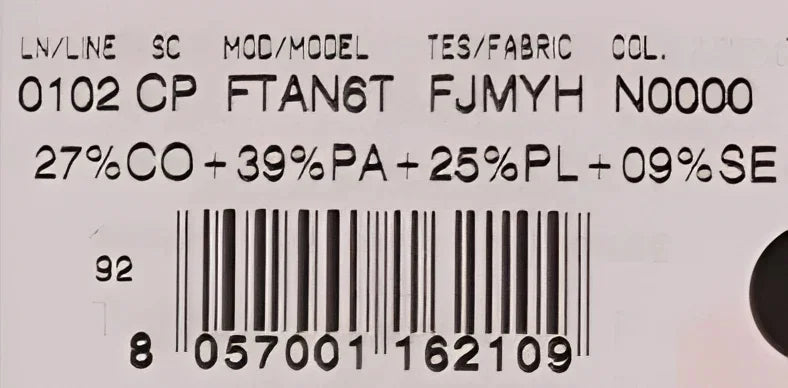 LN/LINE SC MOD/MODEL TES/FABRIC COL.
0102 CP FTAN6T FJMYH N0000
27%CO+39%PA+25%PL+09%SE
92
8 057001 162109